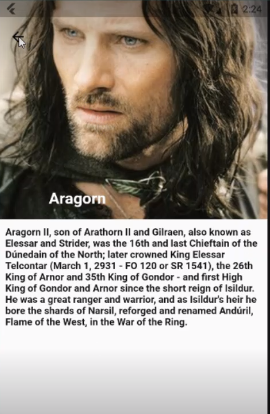 2:24
Aragorn
Aragorn II, son of Arathorn II and Gilraen, also known as
Elessar and Strider, was the 16th and last Chieftain of the
Dúnedain of the North; later crowned King Elessar
Telcontar (March 1, 2931 - FO 120 or SR 1541), the 26th
King of Arnor and 35th King of Gondor - and first High
King of Gondor and Arnor since the short reign of Isildur.
He was a great ranger and warrior, and as Isildur's heir he
bore the shards of Narsil, reforged and renamed Andúril,
Flame of the West, in the War of the Ring.